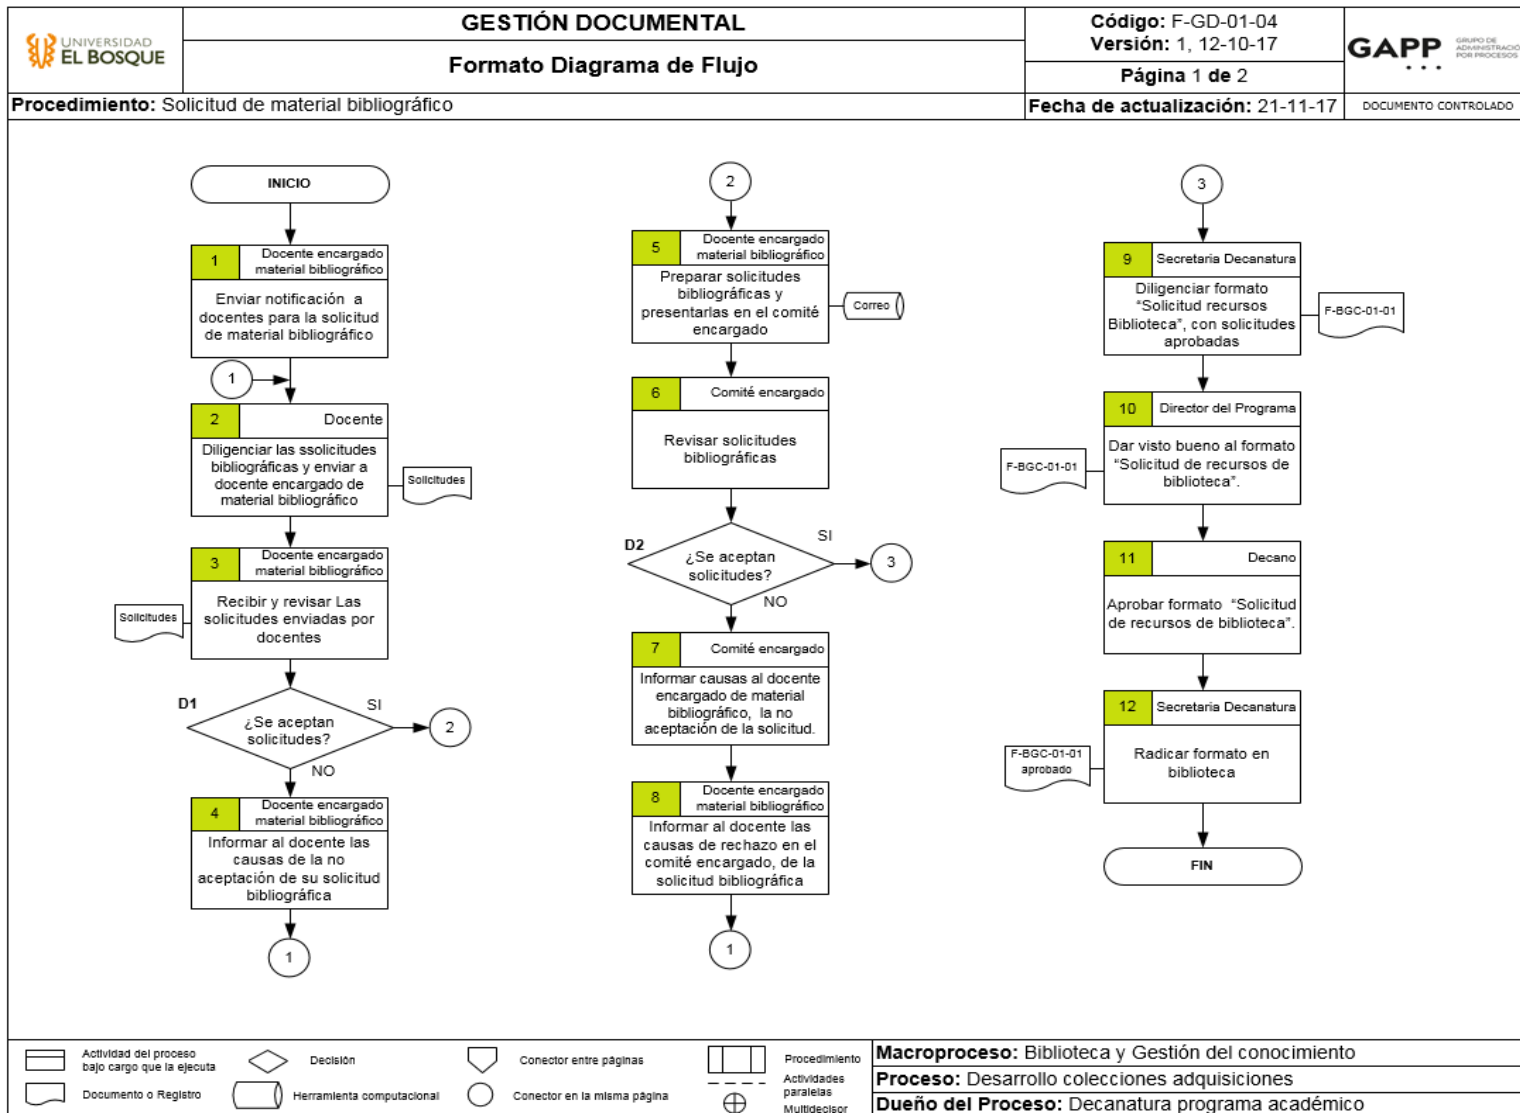 UNIVERSIDAD
EL BOSQUE
GESTIÓN DOCUMENTAL
Formato Diagrama de Flujo
Código: F-GD-01-04
Versión: 1, 12-10-17
Página 1 de 2
GAPP
GRUPO DE
ADMINISTRACIÓ
POR PROCESOS
Procedimiento: Solicitud de material bibliográfico
Fecha de actualización: 21-11-17
DOCUMENTO CONTROLADO
INICIO
1
Docente encargado
material bibliográfico
Enviar notificación a
docentes para la solicitud
de material bibliográfico
1
2
Docente
Diligenciar las ssolicitudes
bibliográficas y enviar a
docente encargado de
material bibliográfico
Solicitudes
3
Docente encargado
material bibliográfico
Recibir y revisar Las
solicitudes enviadas por
docentes
Solicitudes
D1
¿Se aceptan
solicitudes?
SI
2
NO
4
Docente encargado
material bibliográfico
Informar al docente las
causas de la no
aceptación de su solicitud
bibliográfica
1
2
5
Docente encargado
material bibliográfico
Preparar solicitudes
bibliográficas y
presentarlas en el comité
encargado
Correo
6
Comité encargado
Revisar solicitudes
bibliográficas
D2
¿Se aceptan
solicitudes?
SI
3
NO
7
Comité encargado
Informar causas al docente
encargado de material
bibliográfico, la no
aceptación de la solicitud.
8
Docente encargado
material bibliográfico
Informar al docente las
causas de rechazo en el
comité encargado, de la
solicitud bibliográfica
1
3
9
Secretaria Decanatura
Diligenciar formato
“Solicitud recursos
Biblioteca”, con solicitudes
aprobadas
F-BGC-01-01
10
Director del Programa
Dar visto bueno al formato
“Solicitud de recursos de
biblioteca”.
F-BGC-01-01
11
Decano
Aprobar formato “Solicitud
de recursos de biblioteca”.
12
Secretaria Decanatura
Radicar formato en
biblioteca
F-BGC-01-01
aprobado
FIN
Actividad del proceso
bajo cargo que la ejecuta
Documento o Registro
Decisión
Herramienta computacional
Conector entre páginas
Conector en la misma página
Procedimiento
Actividades
paralelas
Multidecisor
Macroproceso: Biblioteca y Gestión del conocimiento
Proceso: Desarrollo colecciones adquisiciones
Dueño del Proceso: Decanatura programa académico